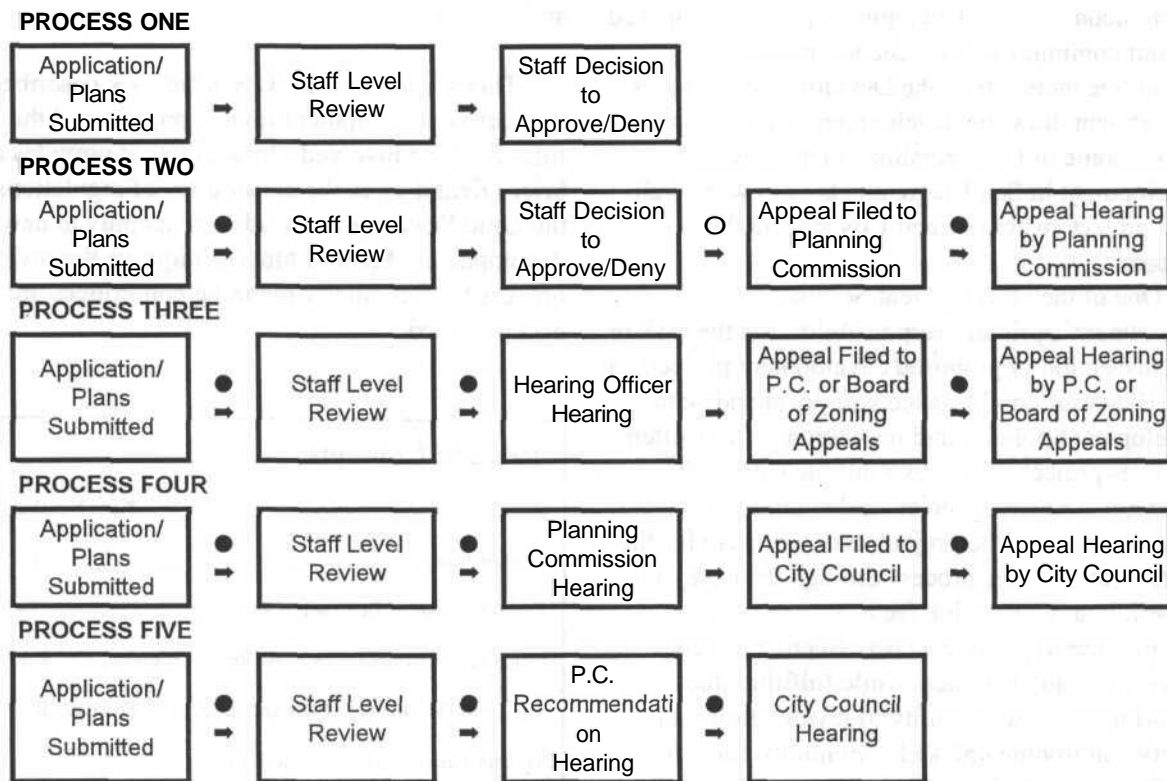 PROCESS ONE
Application/
Plans
Submitted
Staff Level
Review
Staff Decision
to
Approve/Deny
PROCESS TWO
Application/
Plans
Submitted
Staff Level
Review
Staff Decision
to
Approve/Deny
Appeal Filed to
Planning
Commission
Appeal Hearing
by Planning
Commission
PROCESS THREE
Application/
Plans
Submitted
Staff Level
Review
Hearing Officer
Hearing
Appeal Filed to
P.C. or Board
of Zoning
Appeals
Appeal Hearing
by P.C. or
Board of Zoning
Appeals
PROCESS FOUR
Application/
Plans
Submitted
Staff Level
Review
Planning
Commission
Hearing
Appeal Filed to
City Council
Appeal Hearing
by City Council
PROCESS FIVE
Application/
Plans
Submitted
Staff Level
Review
P.C.
Recommendati
on
Hearing
City Council
Hearing